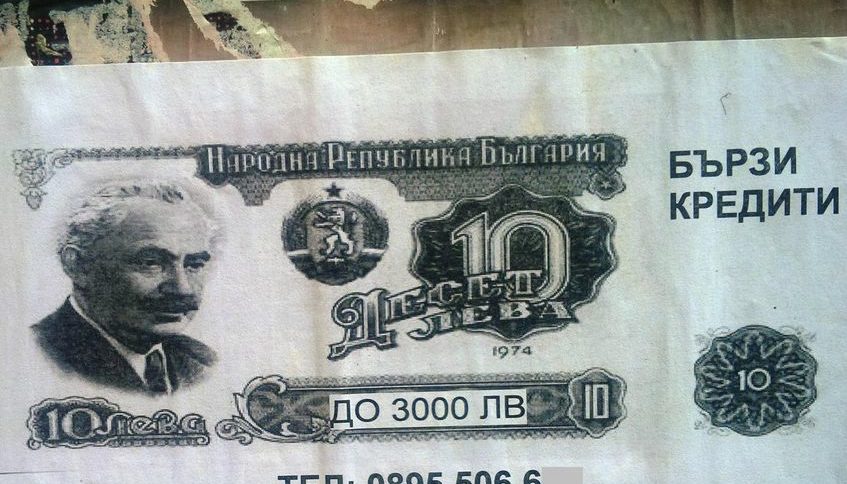 НАРОДНА РЕПУБЛИКА БЪЛГАРИЯ
БЪРЗИ
КРЕДИТИ
10
ДЕСЕТ
ЛЕВА
1974
10
10 ЛЕВА
ДО 3000 ЛВ
10
ТЕЛ: 0895 506 6